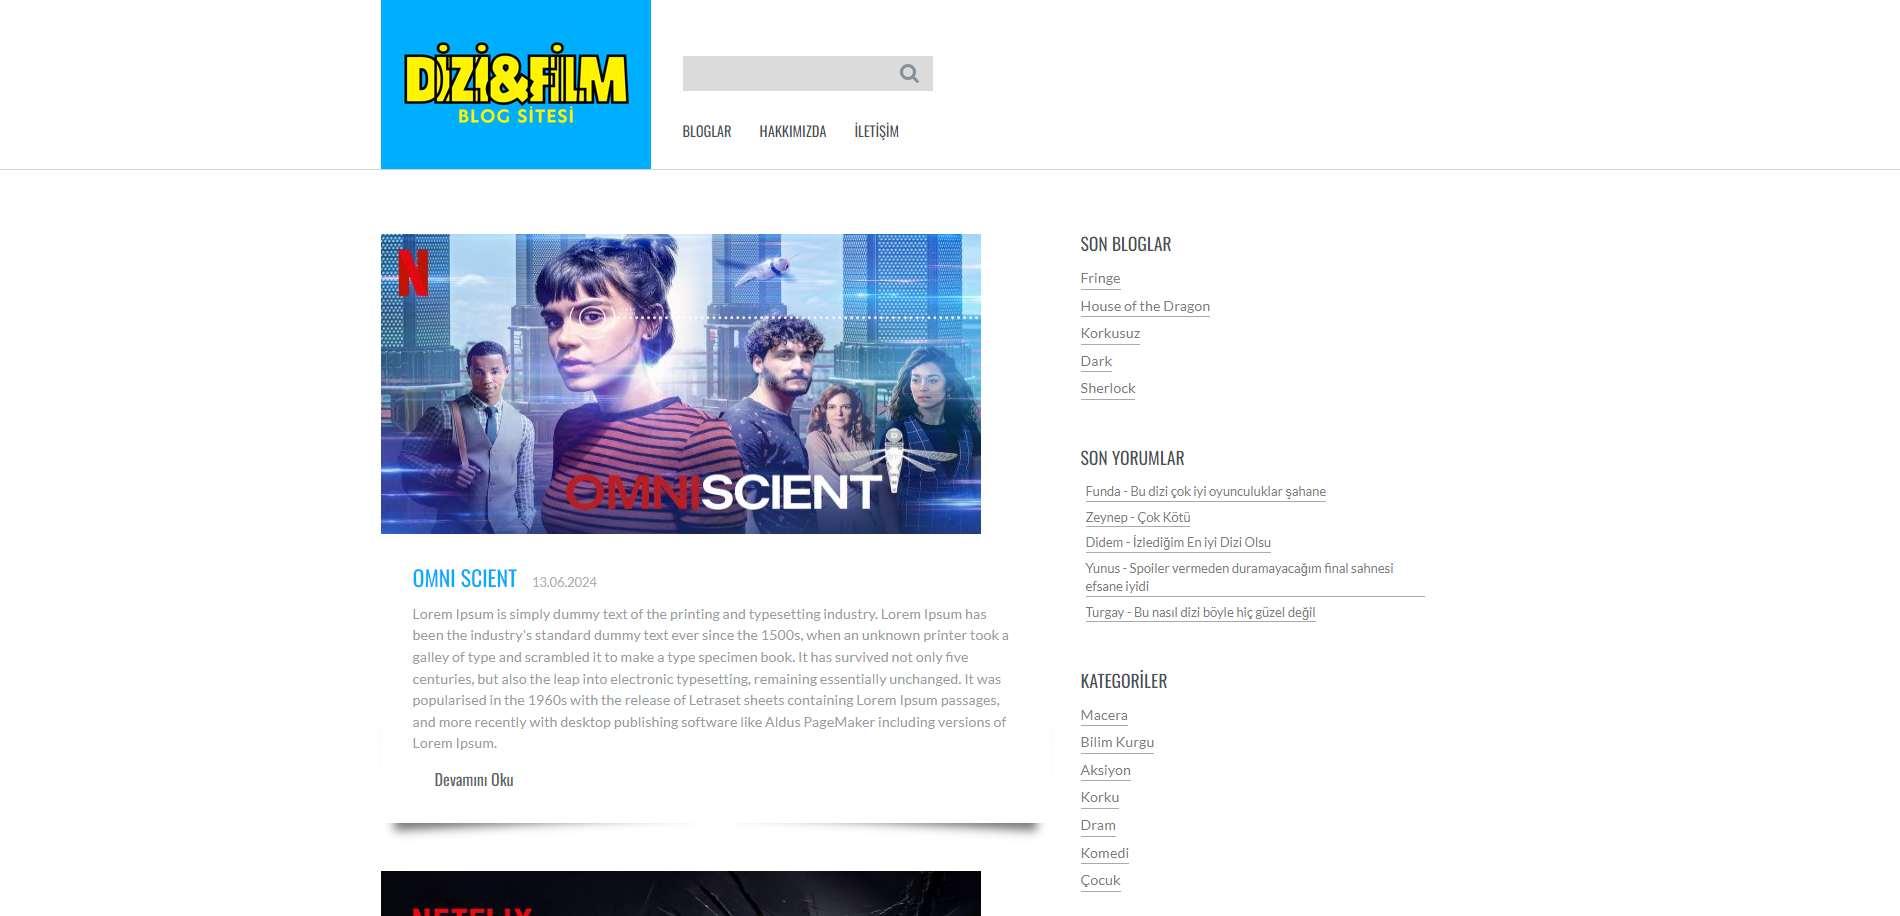 DİZİ&FİLM
BLOG SİTESİ
BLOGLAR HAKKIMIZDA İLETİŞİM
N
OMNISCIENT
OMNI SCIENT 13.06.2024
Lorem Ipsum is simply dummy text of the printing and typesetting industry. Lorem Ipsum has
been the industry's standard dummy text ever since the 1500s, when an unknown printer took a
galley of type and scrambled it to make a type specimen book. It has survived not only five
centuries, but also the leap into electronic typesetting, remaining essentially unchanged. It was
popularised in the 1960s with the release of Letraset sheets containing Lorem Ipsum passages,
and more recently with desktop publishing software like Aldus PageMaker including versions of
Lorem Ipsum.
Devamını Oku
NETFLIX
SON BLOGLAR
Fringe
House of the Dragon
Korkusuz
Dark
Sherlock
SON YORUMLAR
Funda - Bu dizi çok iyi oyunculuklar şahane
Zeynep - Çok Kötü
Didem - İzlediğim En iyi Dizi Olsu
Yunus - Spoiler vermeden duramayacağım final sahnesi
efsane iyidi
Turgay - Bu nasıl dizi böyle hiç güzel değil
KATEGORİLER
Macera
Bilim Kurgu
Aksiyon
Korku
Dram
Komedi
Çocuk